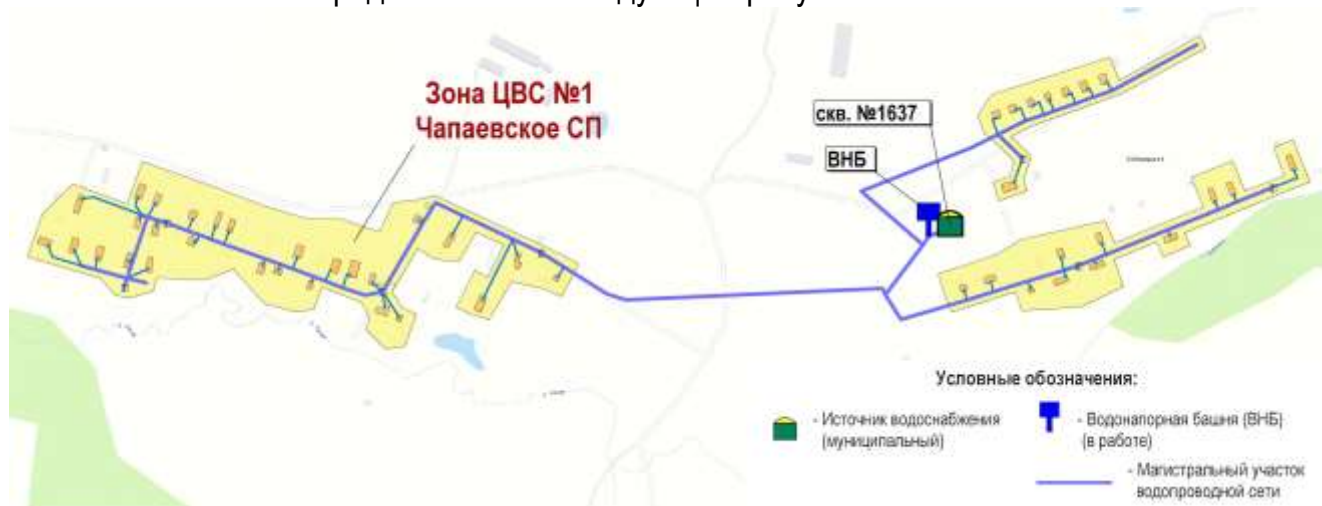 Зона ЦВС №1
Чапаевское СП
скв. №1637
ВНБ
Условные обозначения:
- Источник водоснабжения
(муниципальный)
- Водонапорная башня (ВНБ)
(в работе)
- Магистральный участок
водопроводной сети